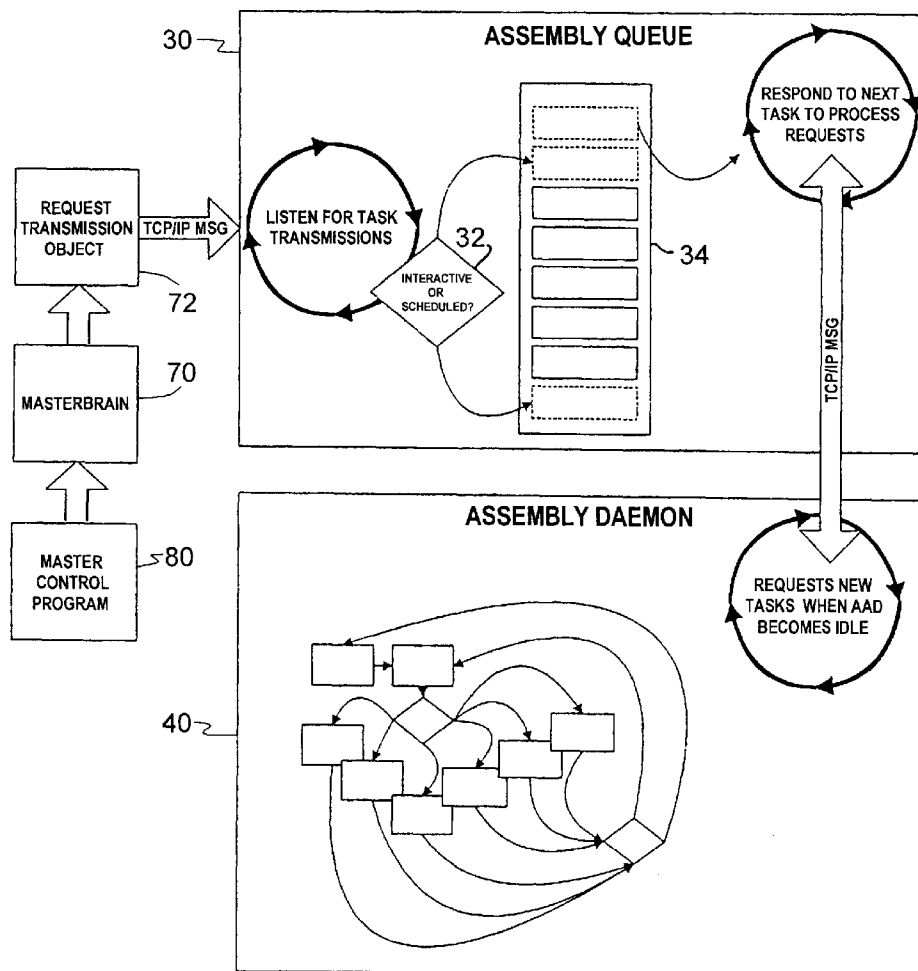 30
ASSEMBLY QUEUE
RESPOND TO NEXT
TASK TO PROCESS
REQUESTS
REQUEST
TRANSMISSION
OBJECT
72
TCP/IP MSG
LISTEN FOR TASK
TRANSMISSIONS
32
INTERACTIVE
OR
SCHEDULED?
34
70
MASTERBRAIN
TCP/IP MSG
80
MASTER
CONTROL
PROGRAM
ASSEMBLY DAEMON
REQUESTS NEW
TASKS WHEN AAD
BECOMES IDLE
40